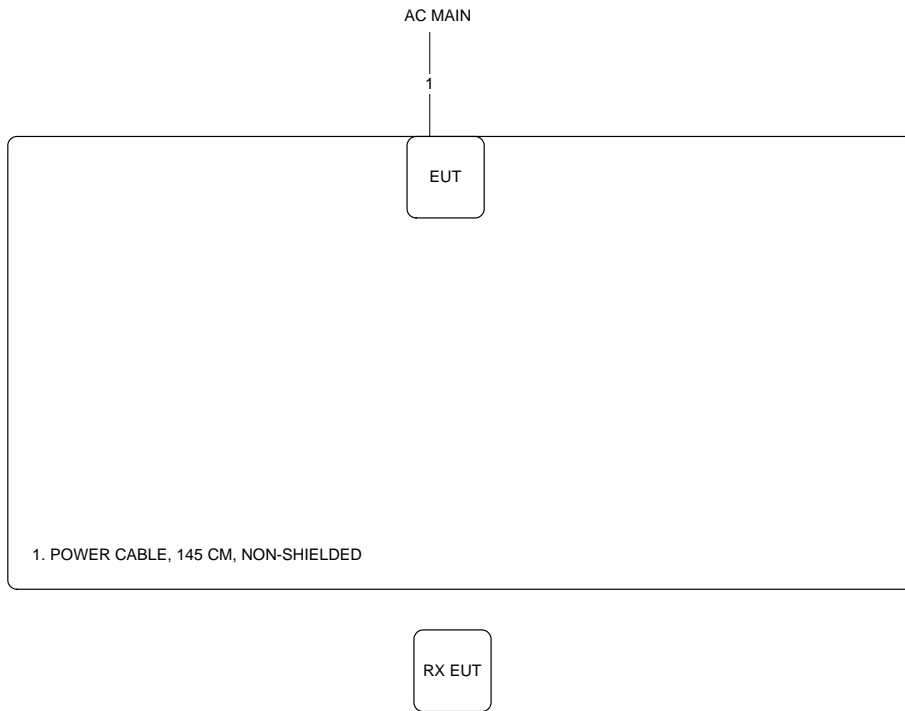 AC MAIN
1
EUT
1. POWER CABLE, 145 CM, NON-SHIELDED
RX EUT